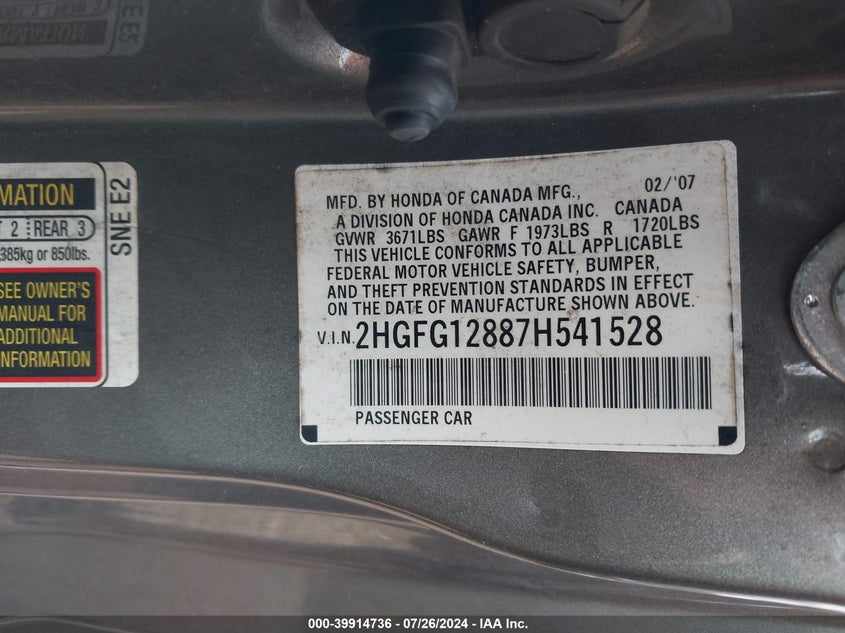 MATION
T 2 REAR 3
385kg or 850lbs.
SEE OWNER'S
MANUAL FOR
ADDITIONAL
INFORMATION
SNE E2
MFD. BY HONDA OF CANADA MFG., 02/'07
A DIVISION OF HONDA CANADA INC. CANADA
GVWR 3671LBS GAWR F 1973LBS R 1720LBS
THIS VEHICLE CONFORMS TO ALL APPLICABLE
FEDERAL MOTOR VEHICLE SAFETY, BUMPER,
AND THEFT PREVENTION STANDARDS IN EFFECT
ON THE DATE OF MANUFACTURE SHOWN ABOVE.
V.I.N. 2HGFG12887H541528
PASSENGER CAR
000-39914736 - 07/26/2024 - IAA Inc.